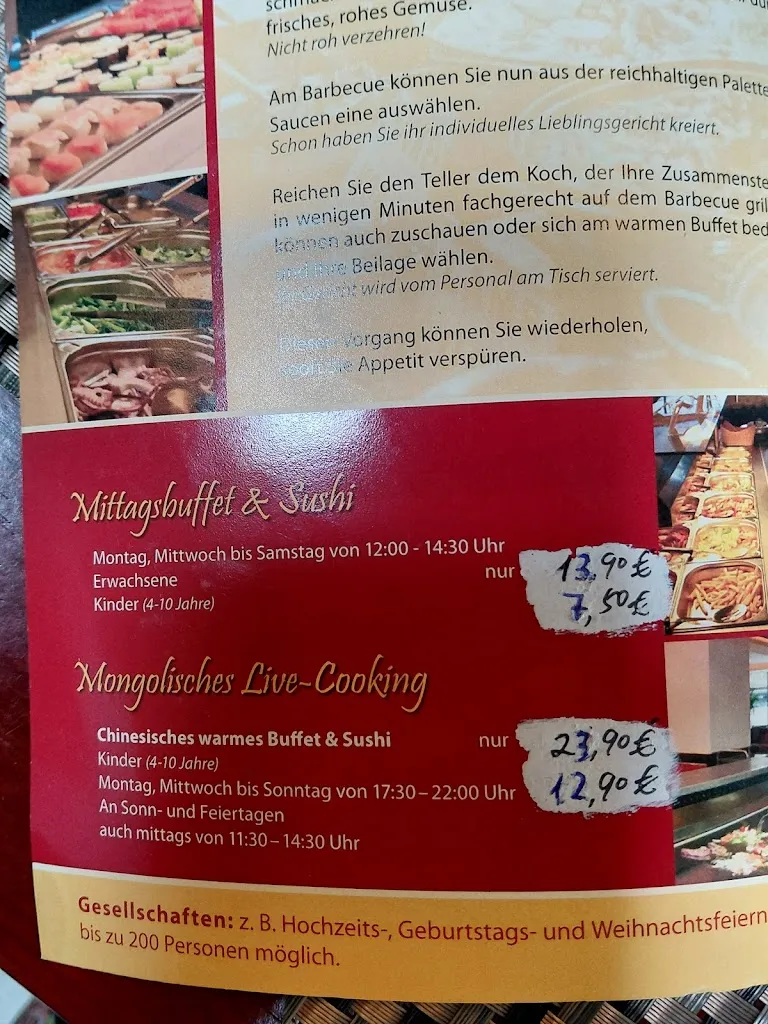 frisches, rohes Gemüse.
Nicht roh verzehren!
Am Barbecue können Sie nun aus der reichhaltigen Palette
Saucen eine auswählen.
Schon haben Sie ihr individuelles Lieblingsgericht kreiert.
Reichen Sie den Teller dem Koch, der Ihre Zusammenste
in wenigen Minuten fachgerecht auf dem Barbecue gril
können auch zuschauen oder sich am warmen Buffet bed
und Ihre Beilage wählen.
wird vom Personal am Tisch serviert.
Diesen Vorgang können Sie wiederholen,
sooft Sie Appetit verspüren.
Mittagsbuffet & Sushi
Montag, Mittwoch bis Samstag von 12:00 - 14:30 Uhr
Erwachsene nur 13,90 €
Kinder (4-10 Jahre) 7,50 €
Mongolisches Live-Cooking
Chinesisches warmes Buffet & Sushi nur 23,90 €
Kinder (4-10 Jahre) 12,90 €
Montag, Mittwoch bis Sonntag von 17:30 – 22:00 Uhr
An Sonn- und Feiertagen
auch mittags von 11:30 – 14:30 Uhr
Gesellschaften: z. B. Hochzeits-, Geburtstags- und Weihnachtsfeiern
bis zu 200 Personen möglich.